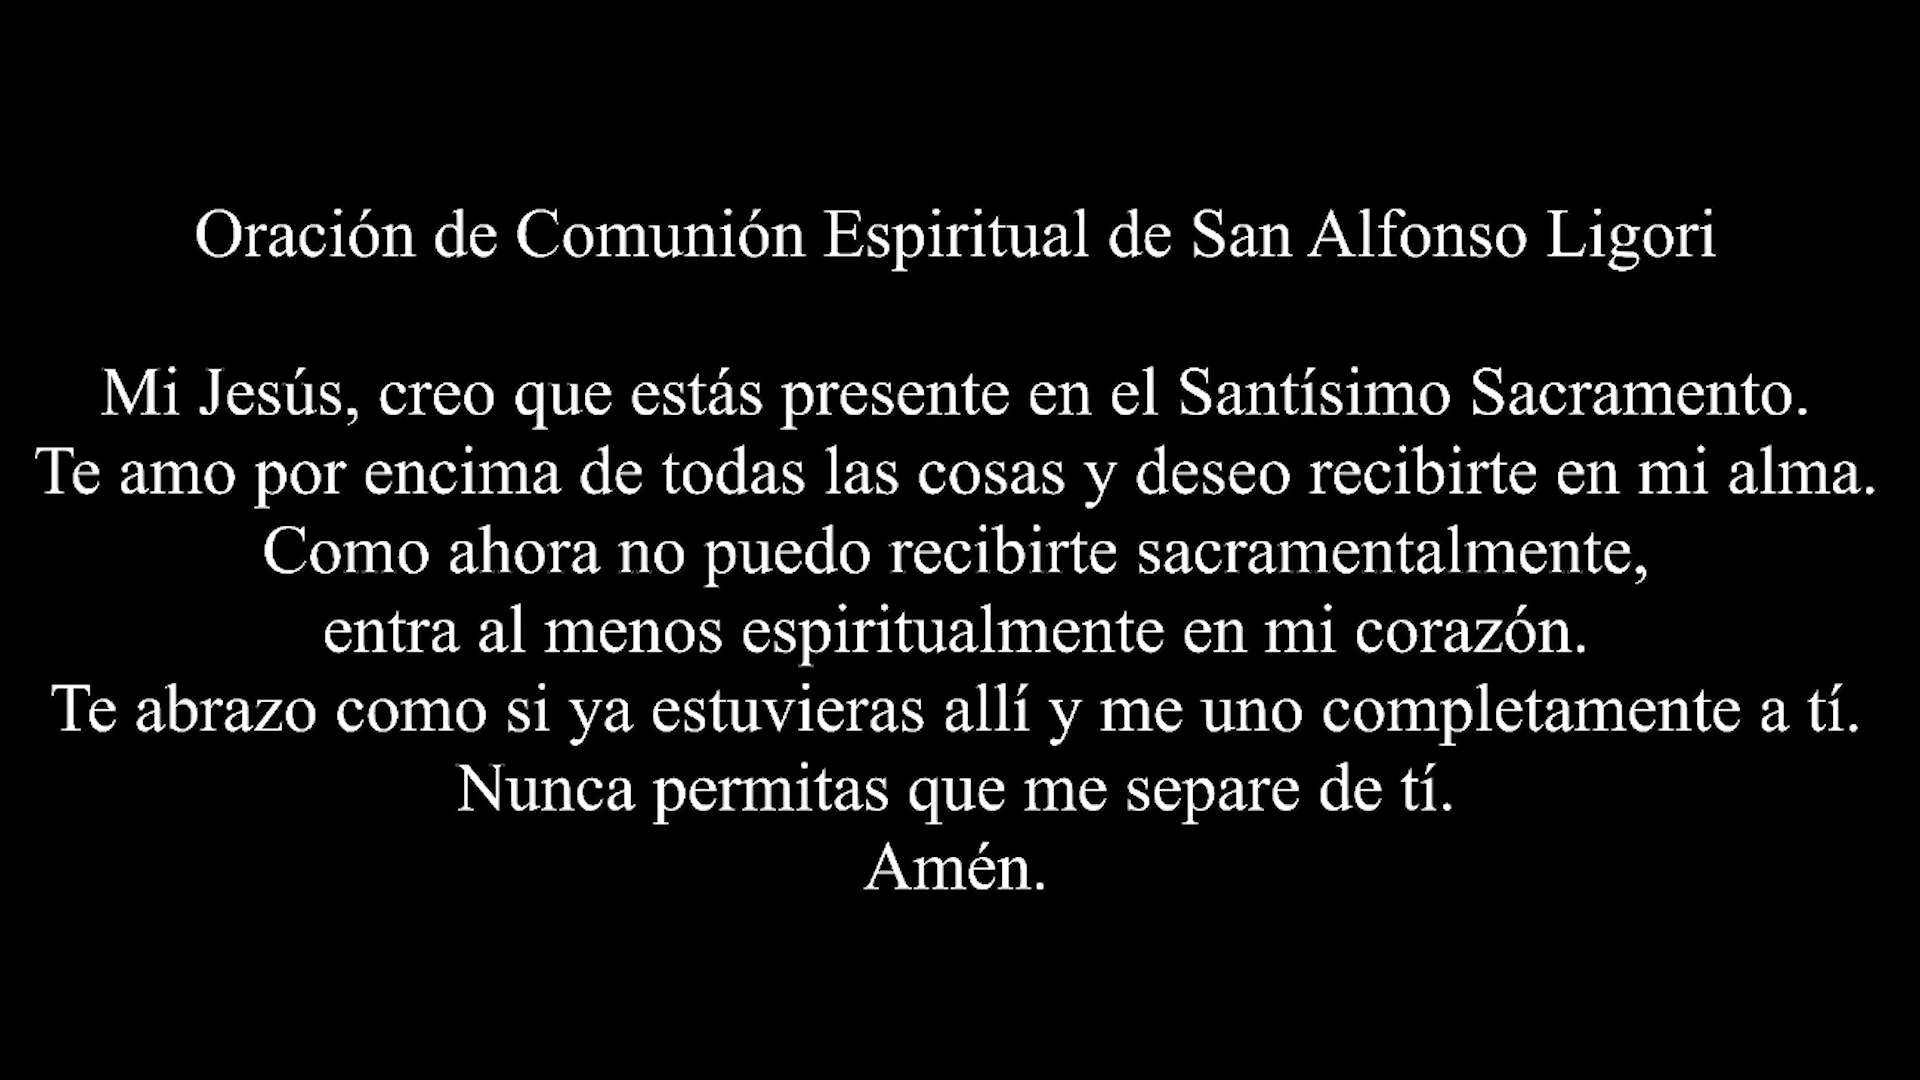 Oración de Comunión Espiritual de San Alfonso Ligori
Mi Jesús, creo que estás presente en el Santísimo Sacramento.
Te amo por encima de todas las cosas y deseo recibirte en mi alma.
Como ahora no puedo recibirte sacramentalmente,
entra al menos espiritualmente en mi corazón.
Te abrazo como si ya estuvieras allí y me uno completamente a tí.
Nunca permitas que me separe de tí.
Amén.